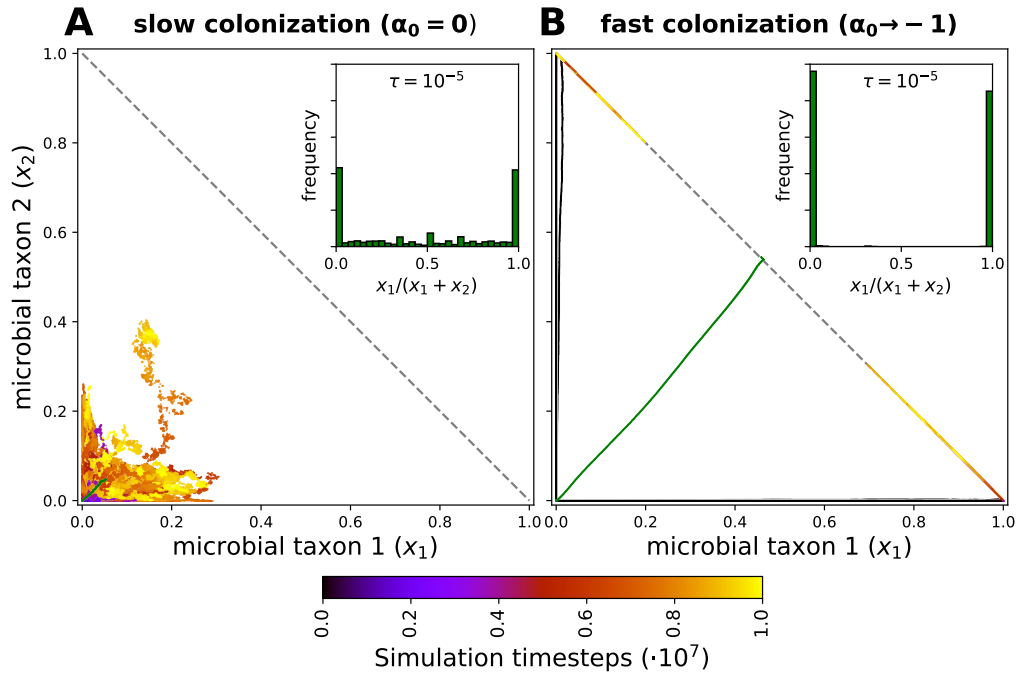 A slow colonization (α₀ = 0)
B fast colonization (α₀→ − 1)
τ = 10⁻⁵
frequency
0.0 0.5 1.0
x₁/(x₁ + x₂)
τ = 10⁻⁵
frequency
0.0 0.5 1.0
x₁/(x₁ + x₂)
microbial taxon 2 (x₂)
1.0
0.8
0.6
0.4
0.2
0.0
0.0 0.2 0.4 0.6 0.8 1.0
microbial taxon 1 (x₁)
0.0 0.2 0.4 0.6 0.8 1.0
microbial taxon 1 (x₁)
0.0 0.2 0.4 0.6 0.8 1.0
Simulation timesteps (·10⁷)